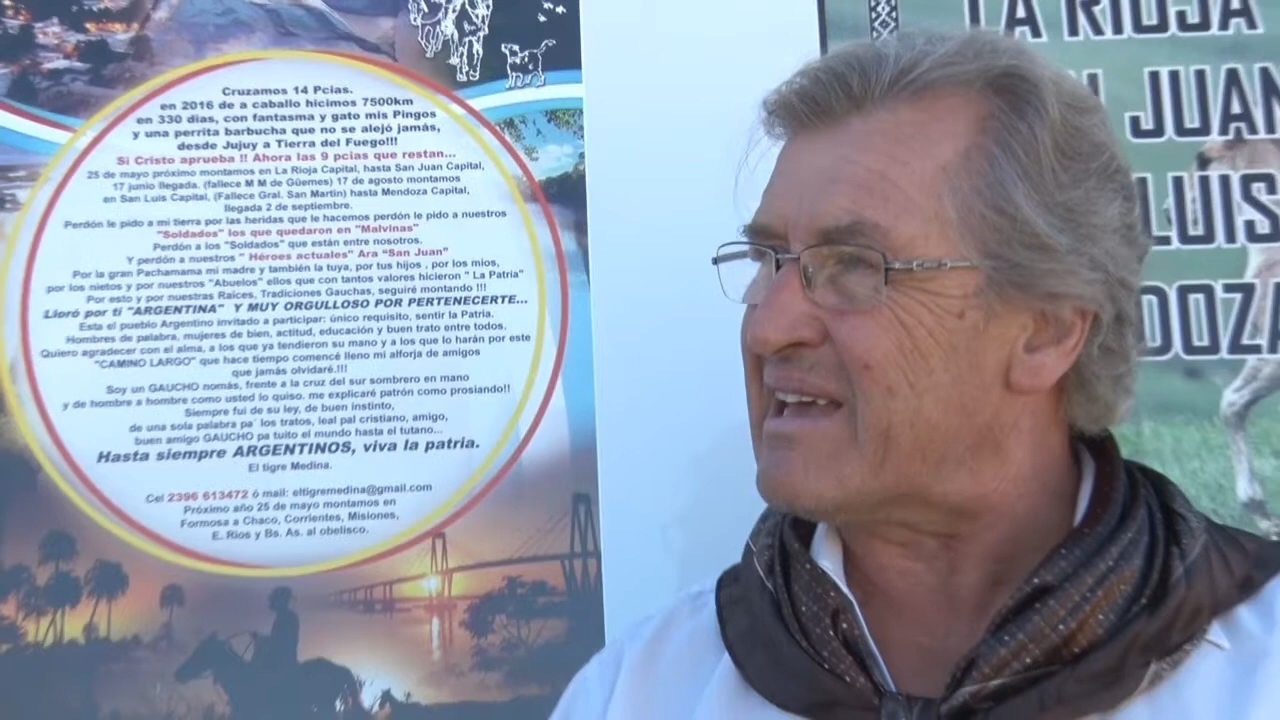 Cruzamos 14 Pcias.
en 2016 de a caballo hicimos 7500km
en 330 dias, con fantasma y gato mis Pingos
y una perrita barbucha que no se alejó jamás,
desde Jujuy a Tierra del Fuego!!!
Si Cristo aprueba !! Ahora las 9 pcias que restan...
25 de mayo próximo montamos en La Rioja Capital, hasta San Juan Capital,
17 junio llegada. (fallece M M de Güemes) 17 de agosto montamos
en San Luis Capital, (Fallece Gral. San Martin) hasta Mendoza Capital,
llegada 2 de septiembre.
Perdón le pido a mi tierra por las heridas que le hacemos perdón le pido a nuestros
"Soldados" los que quedaron en "Malvinas"
Perdón a los "Soldados" que están entre nosotros.
Y perdón a nuestros " Héroes actuales" Ara “San Juan”
Por la gran Pachamama mi madre y también la tuya, por tus hijos , por los mios,
por los nietos y por nuestros "Abuelos" ellos que con tantos valores hicieron " La Patria"
Por esto y por nuestras Raíces, Tradiciones Gauchas, seguiré montando !!!
Lloró por ti "ARGENTINA" Y MUY ORGULLOSO POR PERTENECERTE...
Esta el pueblo Argentino invitado a participar: único requisito, sentir la Patria.
Hombres de palabra, mujeres de bien, actitud, educación y buen trato entre todos.
Quiero agradecer con el alma, a los que ya tendieron su mano y a los que lo harán por este
"CAMINO LARGO" que hace tiempo comencé lleno mi alforja de amigos
que jamás olvidaré.!!!
Soy un GAUCHO nomás, frente a la cruz del sur sombrero en mano
y de hombre a hombre como usted lo quiso. me explicaré patrón como prosiando!!
Siempre fui de su ley, de buen instinto,
de una sola palabra pa´ los tratos, leal pal cristiano, amigo,
buen amigo GAUCHO pa tuito el mundo hasta el tutano...
Hasta siempre ARGENTINOS, viva la patria.
El tigre Medina.
Cel 2396 613472 ó mail: eltigremedina@gmail.com
Próximo año 25 de mayo montamos en
Formosa a Chaco, Corrientes, Misiones,
E. Rios y Bs. As. al obelisco.
LA RIOJA
JUAN
LUIS
DOZA